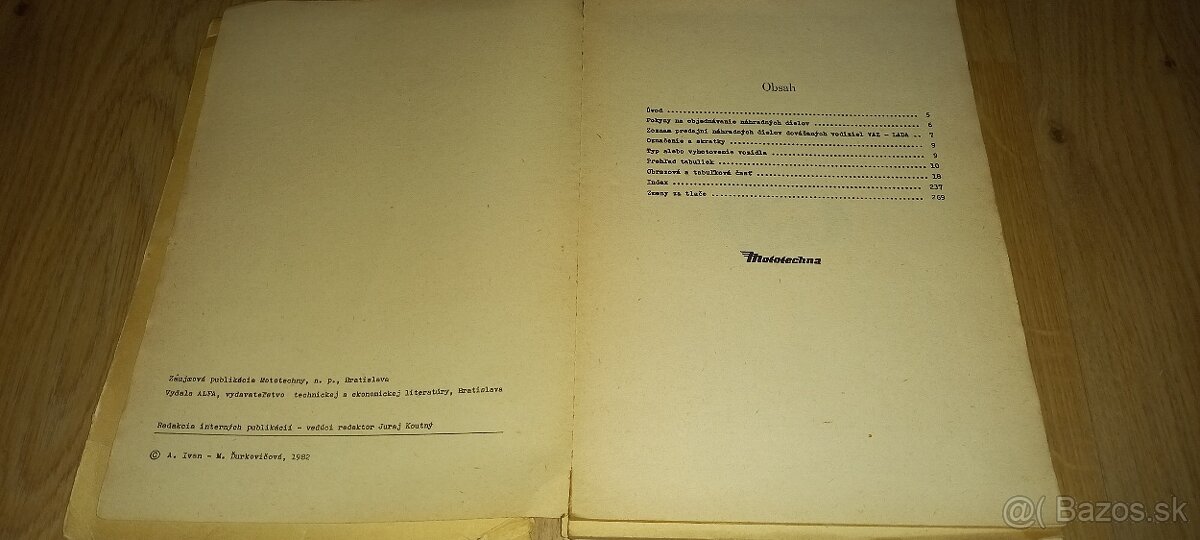 Záujmová publikácia Mototechny, n. p., Bratislava
Vydalo ALFA, vydavateľstvo technickej a ekonomickej literatúry, Bratislava
Redakcia interných publikácií - vedúci redaktor Juraj Koutný
© A. Ivan - M. Ďurkovičová, 1982
Obsah
Úvod 5
Pokyny na objednávanie náhradných dielov 6
Zoznam predajní náhradných dielov dovážaných vozidiel VAZ - LADA 7
Označenie a skratky 9
Typ alebo vyhotovenie vozidla 9
Prehľad tabuliek 10
Obrazová a tabuľková časť 18
Index 237
Zmeny za tlače 269
Mototechna
@( Bazos.sk